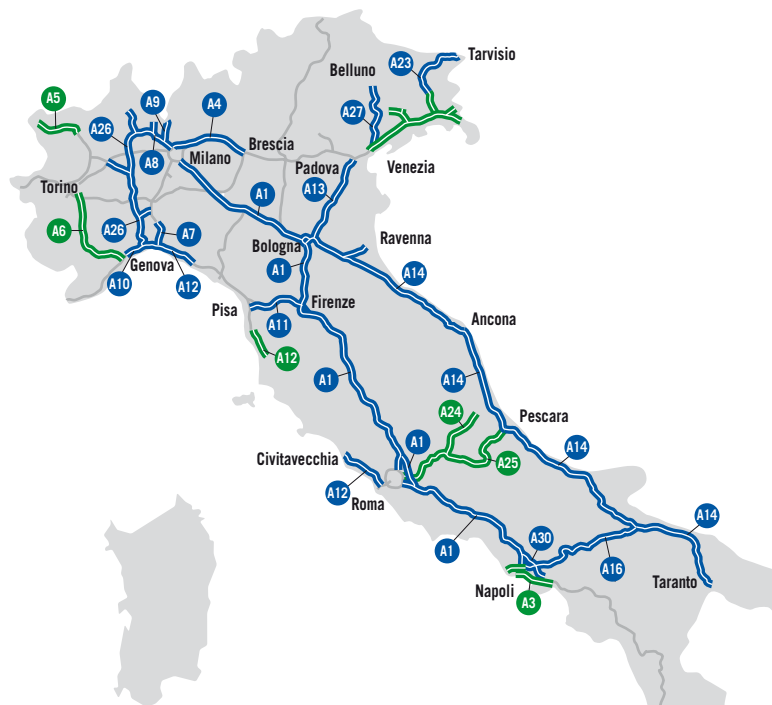 Tarvisio
A23
Belluno
A5
A9
A4
A27
A26
Brescia
A8
Milano
Padova
Venezia
Torino
A13
A1
A6
A26
A7
Ravenna
Bologna
A1
A14
Genova
A10
A12
Pisa
Firenze
A11
Ancona
A12
A1
A14
A24
Pescara
A1
A14
Civitavecchia
A25
A12
Roma
A14
A30
A1
A16
Taranto
Napoli
A3